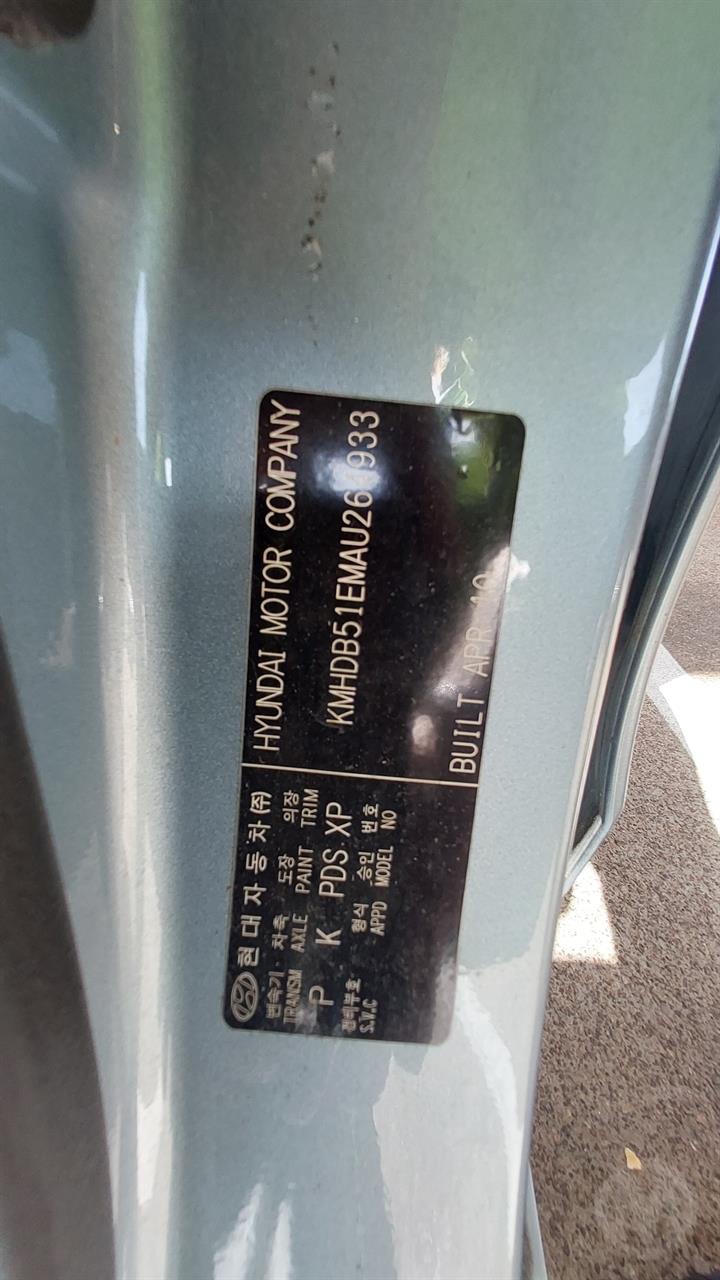 현대자동차(주) HYUNDAI MOTOR COMPANY
변속기 차축 도장 의장
TRANSM AXLE PAINT TRIM
P K PDS XP
형식 승인 번호
APPD MODEL NO
정비부호
S.V.C
BUILT APR